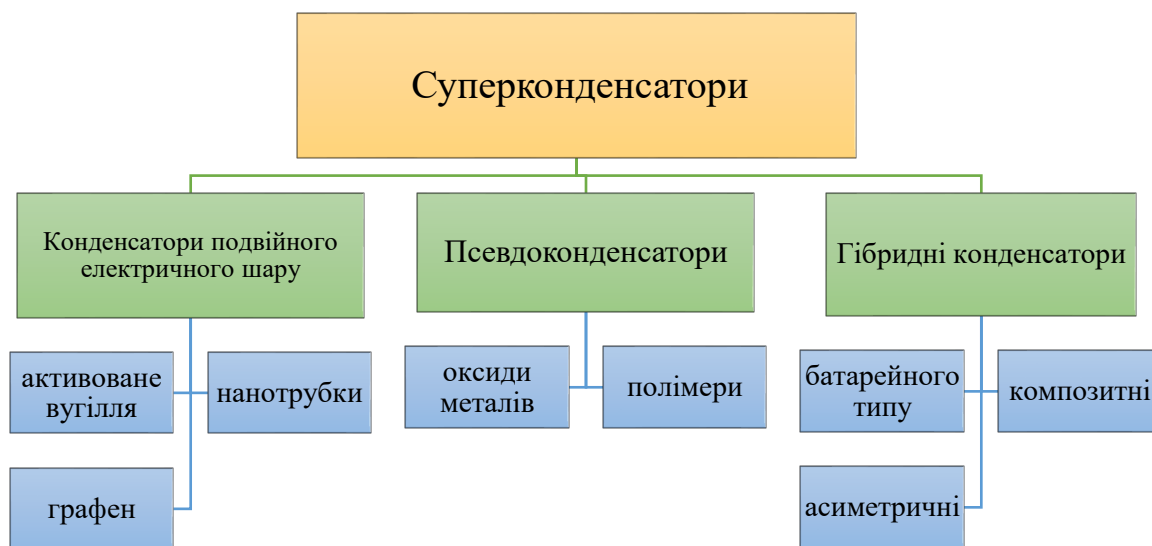 Суперконденсатори
Конденсатори подвійного
електричного шару
Псевдоконденсатори
Гібридні конденсатори
активоване
вугілля
нанотрубки
графен
оксиди
металів
полімери
батарейного
типу
композитні
асиметричні